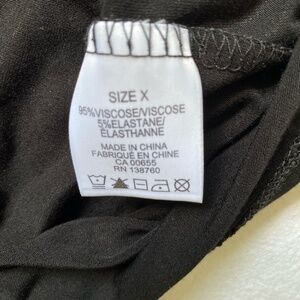 SIZE X
95%VISCOSE/VISCOSE
5%ELASTANE/
ELASTHANNE
MADE IN CHINA
FABRIQUÉ EN CHINE
CA 00655
RN 138760